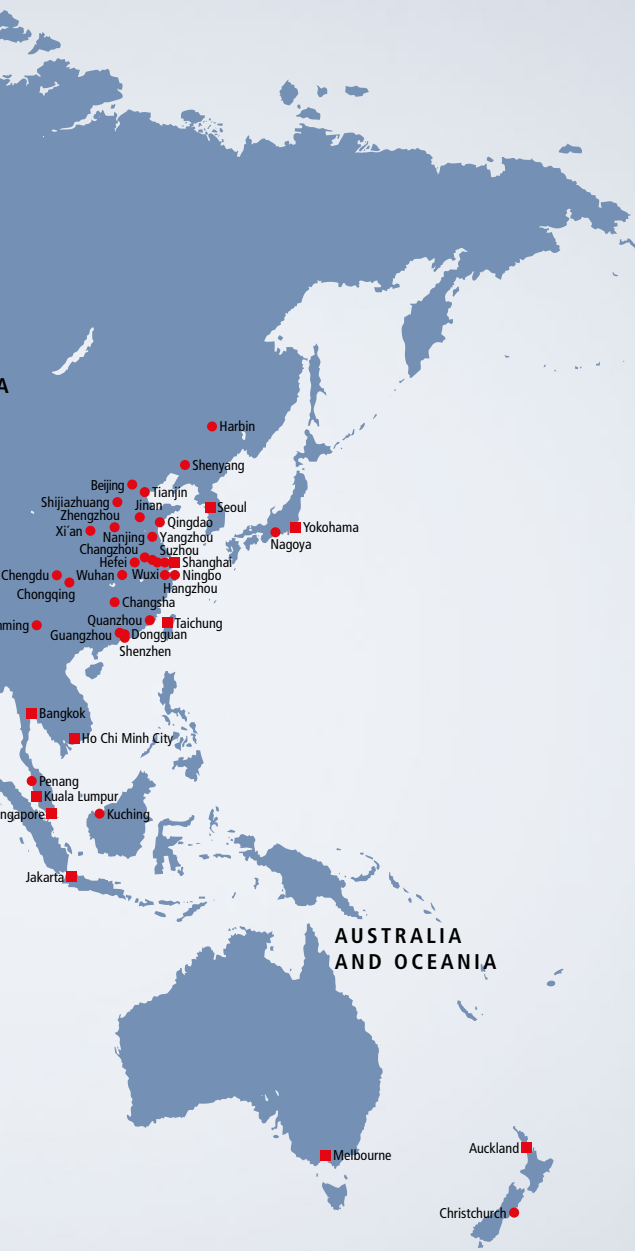 A
Harbin
Shenyang
Beijing
Tianjin
Shijiazhuang
Jinan
Seoul
Zhengzhou
Qingdao
Yokohama
Xi'an
Nanjing
Yangzhou
Nagoya
Changzhou
Suzhou
Hefei
Shanghai
Chengdu
Wuhan
Wuxi
Ningbo
Chongqing
Hangzhou
Changsha
Quanzhou
Taichung
nming
Guangzhou
Dongguan
Shenzhen
Bangkok
Ho Chi Minh City
Penang
Kuala Lumpur
ngapore
Kuching
Jakarta
AUSTRALIA
AND OCEANIA
Melbourne
Auckland
Christchurch